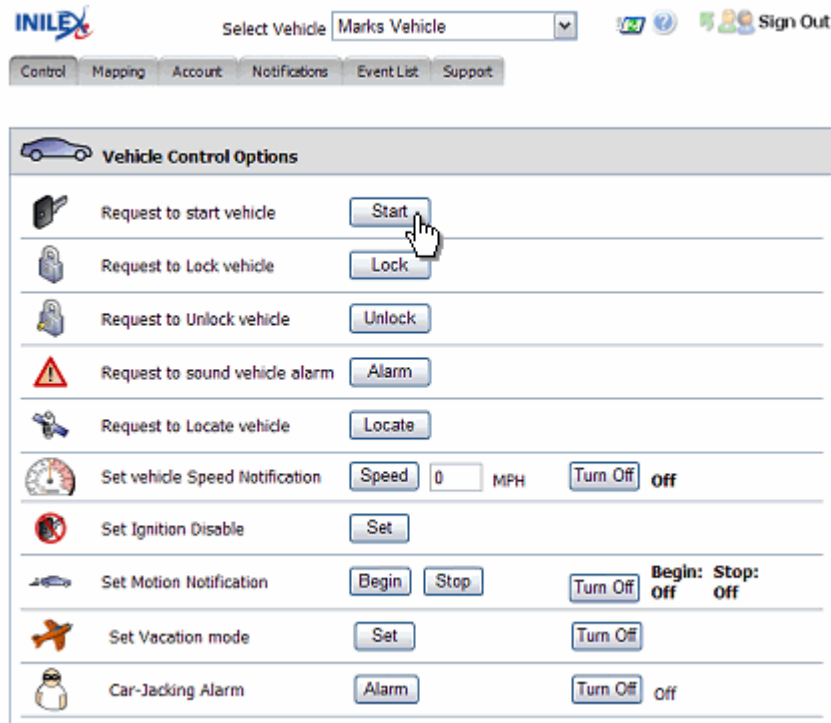 INILEX Select Vehicle Marks Vehicle Sign Out
Control Mapping Account Notifications Event List Support
Vehicle Control Options
Request to start vehicle Start
Request to Lock vehicle Lock
Request to Unlock vehicle Unlock
Request to sound vehicle alarm Alarm
Request to Locate vehicle Locate
Set vehicle Speed Notification Speed 0 MPH Turn Off Off
Set Ignition Disable Set
Set Motion Notification Begin Stop Turn Off Begin: Off Stop: Off
Set Vacation mode Set Turn Off
Car-Jacking Alarm Alarm Turn Off Off